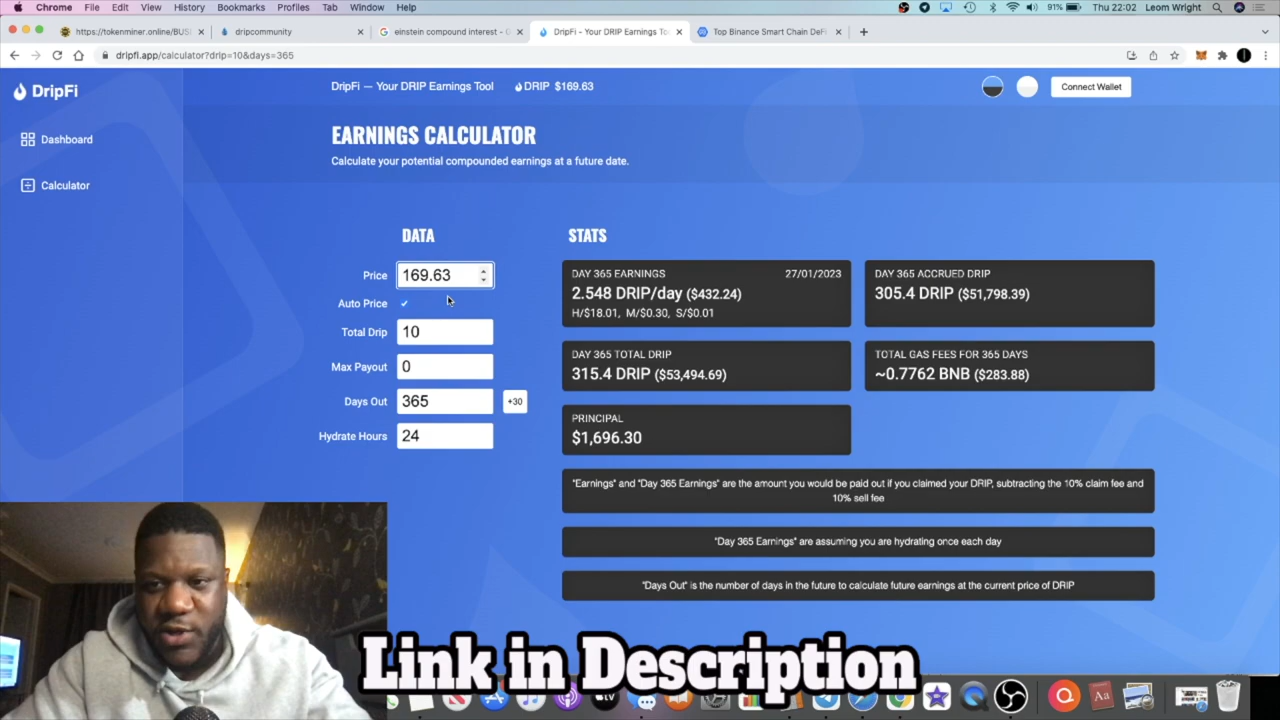 Chrome File Edit View History Bookmarks Profiles Tab Window Help
91% Thu 22:02 Leom Wright
https://tokenminer.online/BUSI
dripcommunity
einstein compound interest - G
DripFi - Your DRIP Earnings To
Top Binance Smart Chain DeFi
dripfi.app/calculator?drip=10&days=365
DripFi
DripFi — Your DRIP Earnings Tool DRIP $169.63
Connect Wallet
Dashboard
Calculator
EARNINGS CALCULATOR
Calculate your potential compounded earnings at a future date.
DATA
Price 169.63
Auto Price
Total Drip 10
Max Payout 0
Days Out 365 +30
Hydrate Hours 24
STATS
DAY 365 EARNINGS 27/01/2023
2.548 DRIP/day ($432.24)
H/$18.01, M/$0.30, S/$0.01
DAY 365 ACCRUED DRIP
305.4 DRIP ($51,798.39)
DAY 365 TOTAL DRIP
315.4 DRIP ($53,494.69)
TOTAL GAS FEES FOR 365 DAYS
~0.7762 BNB ($283.88)
PRINCIPAL
$1,696.30
"Earnings" and "Day 365 Earnings" are the amount you would be paid out if you claimed your DRIP, subtracting the 10% claim fee and
10% sell fee
"Day 365 Earnings" are assuming you are hydrating once each day
"Days Out" is the number of days in the future to calculate future earnings at the current price of DRIP
Link in Description
tv
Aa